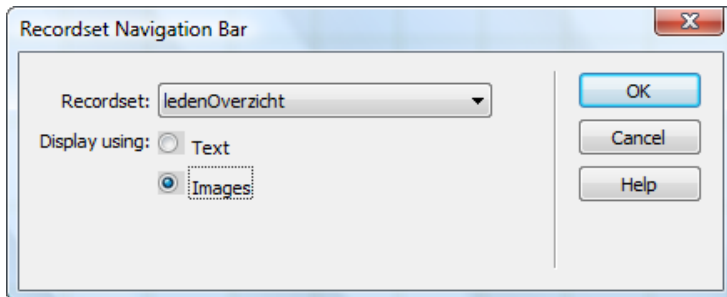 Recordset Navigation Bar
Recordset: ledenOverzicht
OK
Display using: Text
Cancel
Images
Help